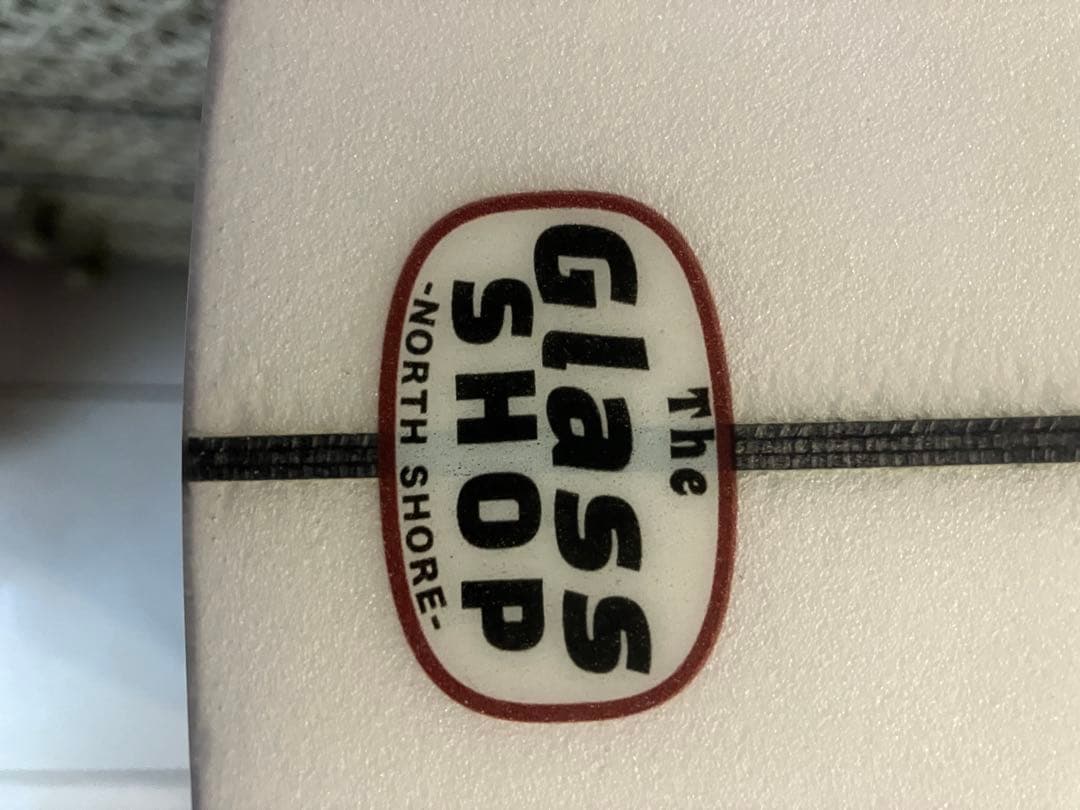 The
Glass
SHOP
-NORTH SHORE-